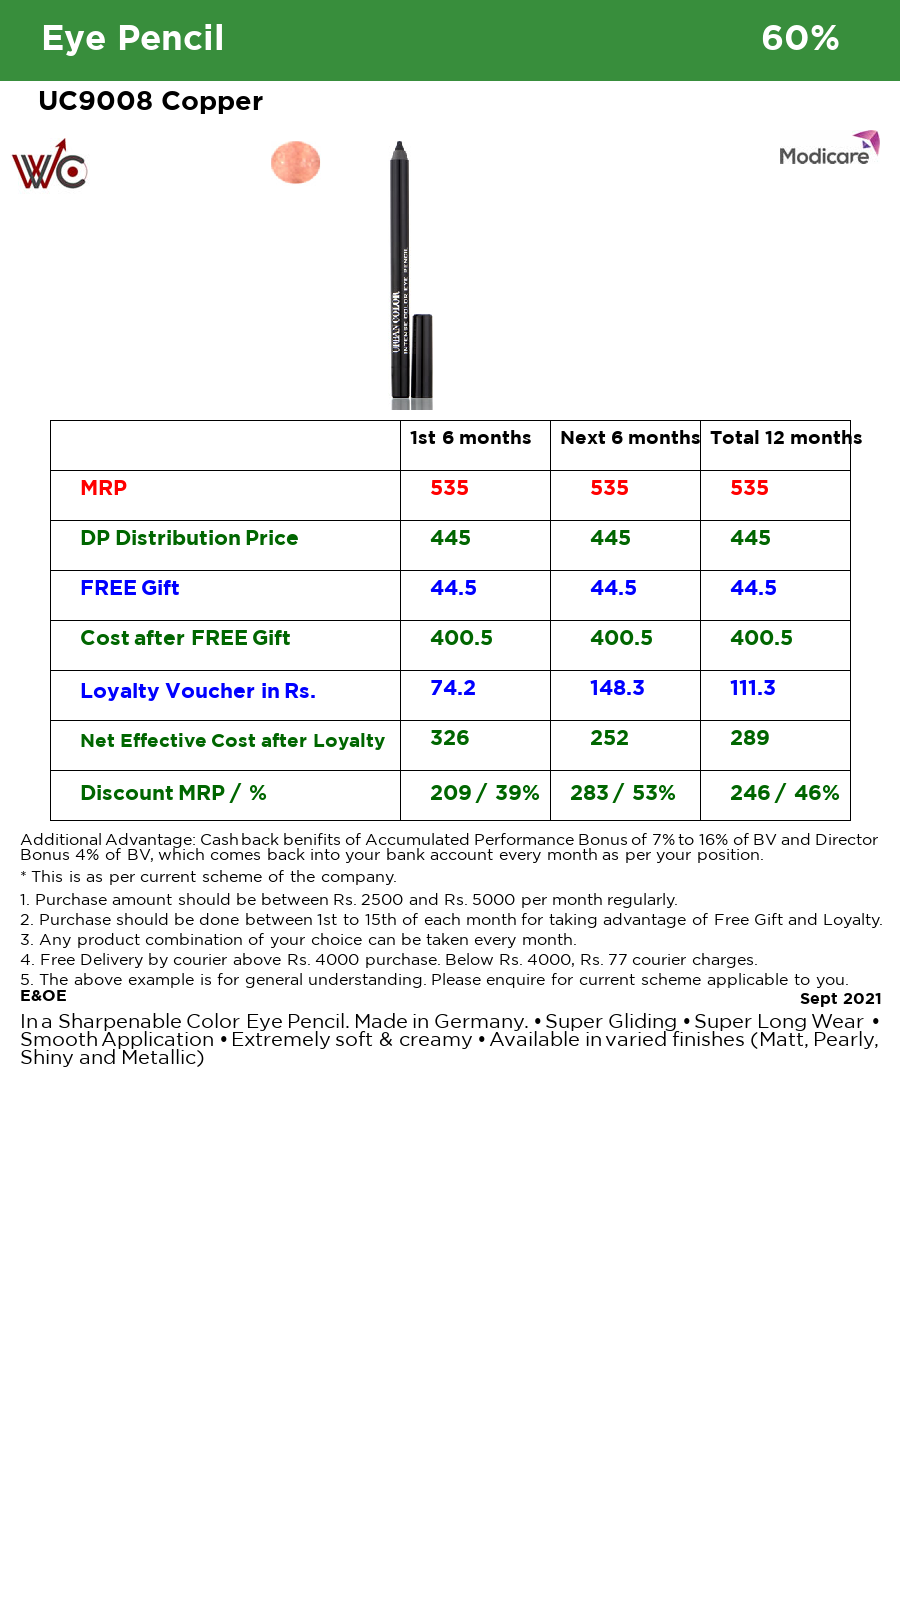 Eye Pencil 60%
UC9008 Copper
WC
Modicare
URBAN COLOR
INTENSE COLOR EYE PENCIL
1st 6 months Next 6 months Total 12 months
MRP 535 535 535
DP Distribution Price 445 445 445
FREE Gift 44.5 44.5 44.5
Cost after FREE Gift 400.5 400.5 400.5
Loyalty Voucher in Rs. 74.2 148.3 111.3
Net Effective Cost after Loyalty 326 252 289
Discount MRP / % 209 / 39% 283 / 53% 246 / 46%
Additional Advantage: Cashback benifits of Accumulated Performance Bonus of 7% to 16% of BV and Director
Bonus 4% of BV, which comes back into your bank account every month as per your position.
* This is as per current scheme of the company.
1. Purchase amount should be between Rs. 2500 and Rs. 5000 per month regularly.
2. Purchase should be done between 1st to 15th of each month for taking advantage of Free Gift and Loyalty.
3. Any product combination of your choice can be taken every month.
4. Free Delivery by courier above Rs. 4000 purchase. Below Rs. 4000, Rs. 77 courier charges.
5. The above example is for general understanding. Please enquire for current scheme applicable to you.
E&OE Sept 2021
In a Sharpenable Color Eye Pencil. Made in Germany. • Super Gliding • Super Long Wear •
Smooth Application • Extremely soft & creamy • Available in varied finishes (Matt, Pearly,
Shiny and Metallic)